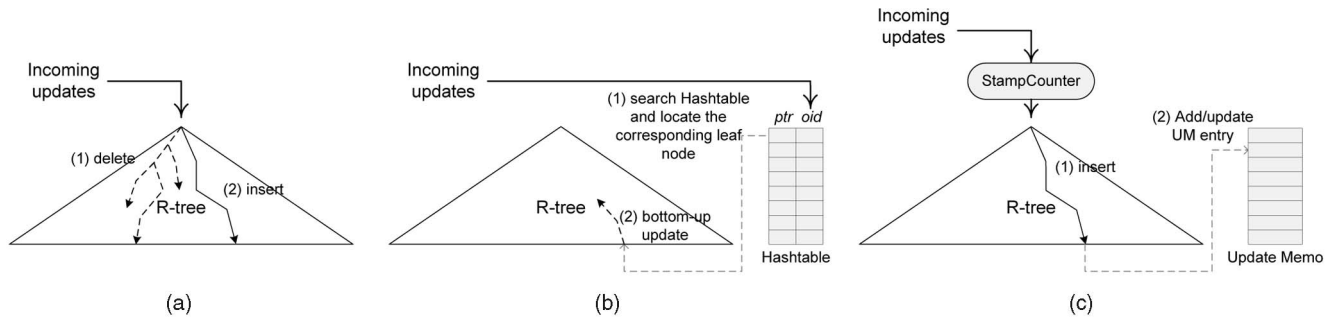 Incoming
updates
(1) delete
(2) insert
R-tree
(a)
Incoming
updates
(1) search Hashtable
and locate the
corresponding leaf
node
ptr oid
R-tree
(2) bottom-up
update
Hashtable
(b)
Incoming
updates
StampCounter
(2) Add/update
UM entry
(1) insert
R-tree
Update Memo
(c)